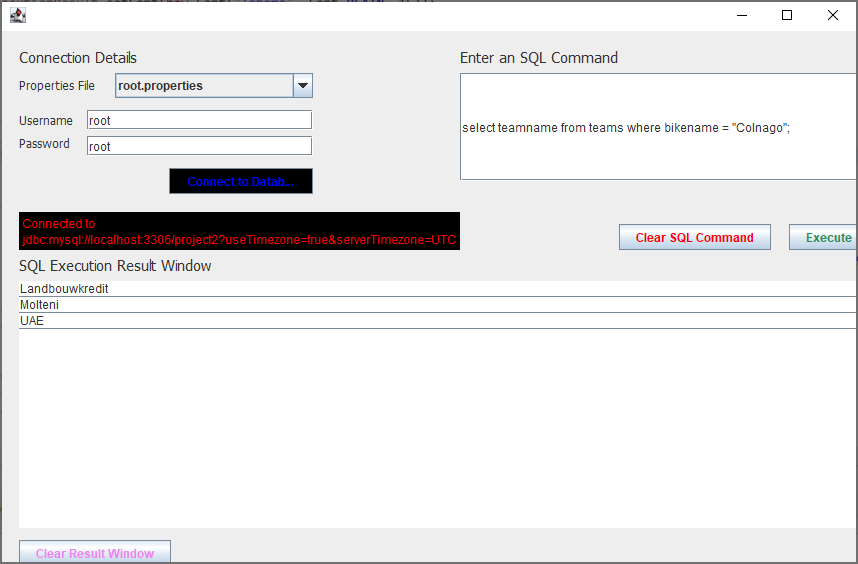 Connection Details
Enter an SQL Command
Properties File
root.properties
Username
root
Password
root
select teamname from teams where bikename = "Colnago";
Connect to Datab...
Connected to
jdbc:mysql://localhost:3306/project2?useTimezone=true&serverTimezone=UTC
Clear SQL Command
Execute
SQL Execution Result Window
Landbouwkredit
Molteni
UAE
Clear Result Window